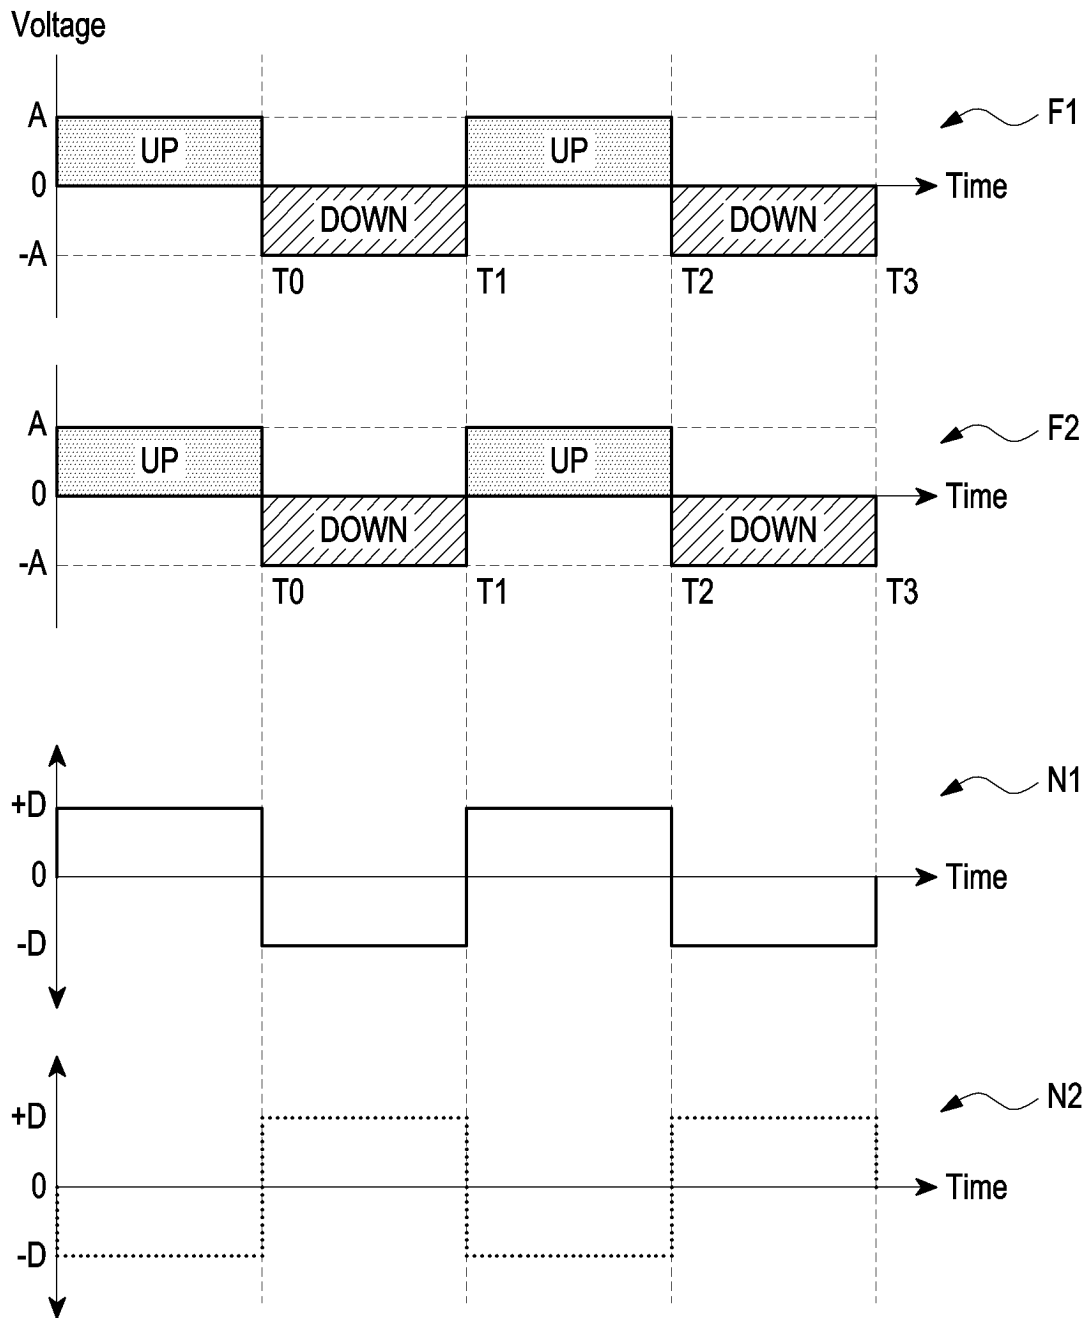 Voltage
A
UP
UP
F1
0
Time
DOWN
DOWN
-A
T0
T1
T2
T3
A
UP
UP
F2
0
Time
DOWN
DOWN
-A
T0
T1
T2
T3
N1
+D
0
Time
-D
N2
+D
0
Time
-D